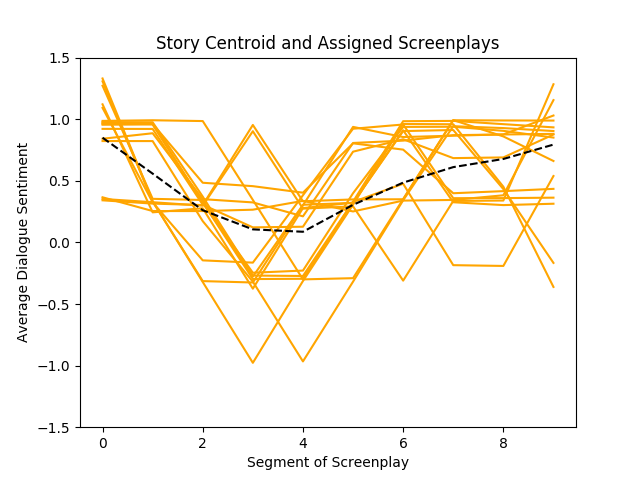 Story Centroid and Assigned Screenplays
Average Dialogue Sentiment
1.5
1.0
0.5
0.0
−0.5
−1.0
−1.5
0 2 4 6 8
Segment of Screenplay